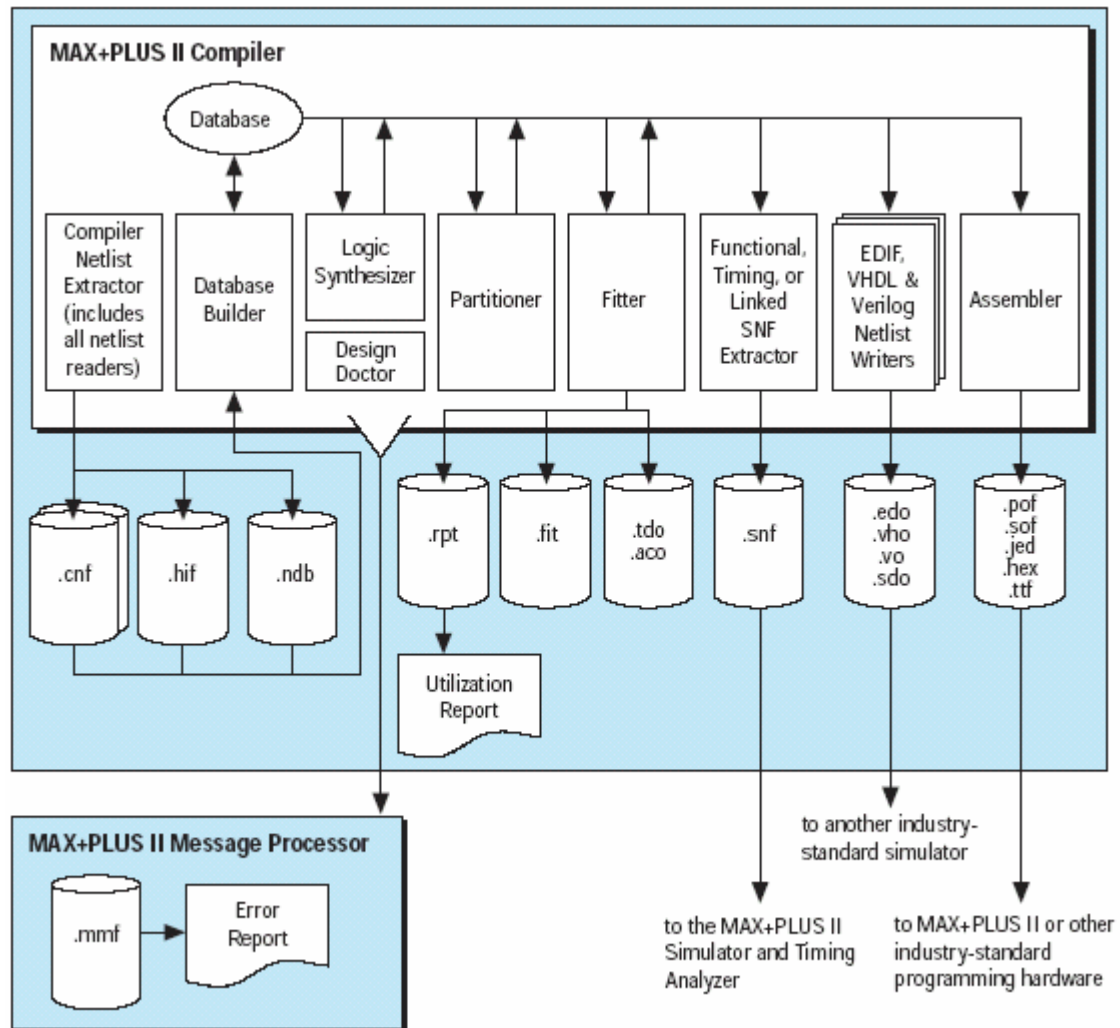 MAX+PLUS II Compiler
Database
Compiler
Netlist
Extractor
(includes
all netlist
readers)
Database
Builder
Logic
Synthesizer
Design
Doctor
Partitioner
Fitter
Functional,
Timing, or
Linked
SNF
Extractor
EDIF,
VHDL &
Verilog
Netlist
Writers
Assembler
.cnf
.hif
.ndb
.rpt
.fit
.tdo
.aco
.snf
.edo
.vho
.vo
.sdo
.pof
.sof
.jed
.hex
.ttf
Utilization
Report
MAX+PLUS II Message Processor
.mmf
Error
Report
to the MAX+PLUS II
Simulator and Timing
Analyzer
to another industry-
standard simulator
to MAX+PLUS II or other
industry-standard
programming hardware